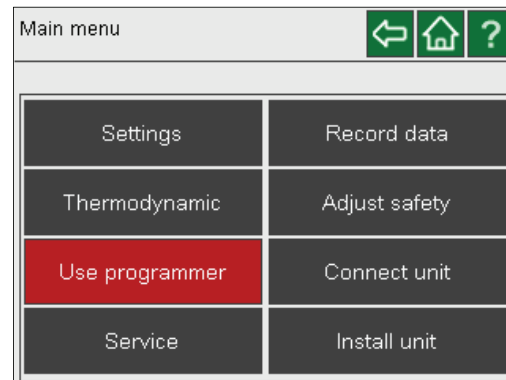 Main menu
?
Settings
Record data
Thermodynamic
Adjust safety
Use programmer
Connect unit
Service
Install unit